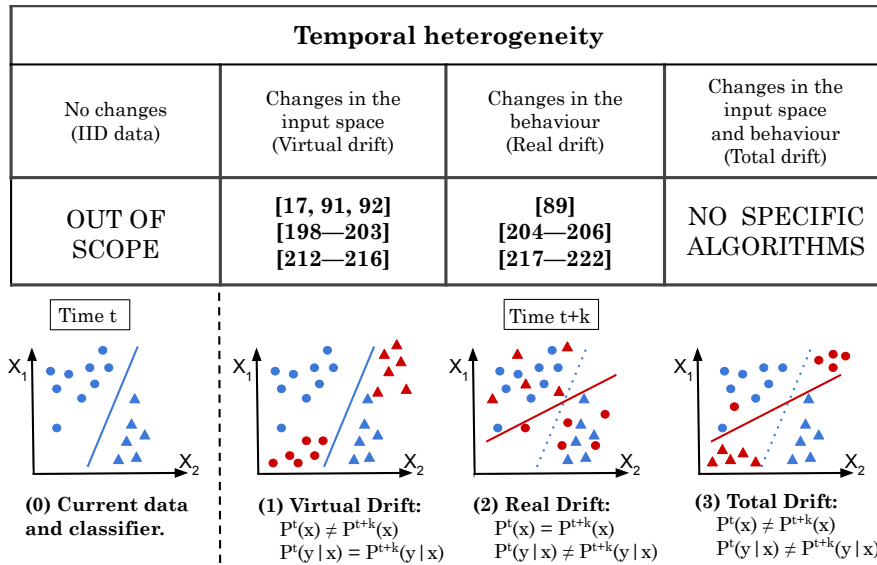 Temporal heterogeneity
No changes
(IID data)
Changes in the
input space
(Virtual drift)
Changes in the
behaviour
(Real drift)
Changes in
the input
space
and behaviour
(Total drift)
OUT OF
SCOPE
[17, 91, 92]
[198—203]
[212—216]
[89]
[204—206]
[217—222]
NO SPECIFIC
ALGORITHMS
Time t
Time t+k
X₁
X₂
X₁
X₂
X₁
X₂
X₁
X₂
(0) Current data
and classifier.
(1) Virtual Drift:
Pᵗ(x) ≠ Pᵗ⁺ᵏ(x)
Pᵗ(y|x) = Pᵗ⁺ᵏ(y|x)
(2) Real Drift:
Pᵗ(x) = Pᵗ⁺ᵏ(x)
Pᵗ(y|x) ≠ Pᵗ⁺ᵏ(y|x)
(3) Total Drift:
Pᵗ(x) ≠ Pᵗ⁺ᵏ(x)
Pᵗ(y|x) ≠ Pᵗ⁺ᵏ(y|x)